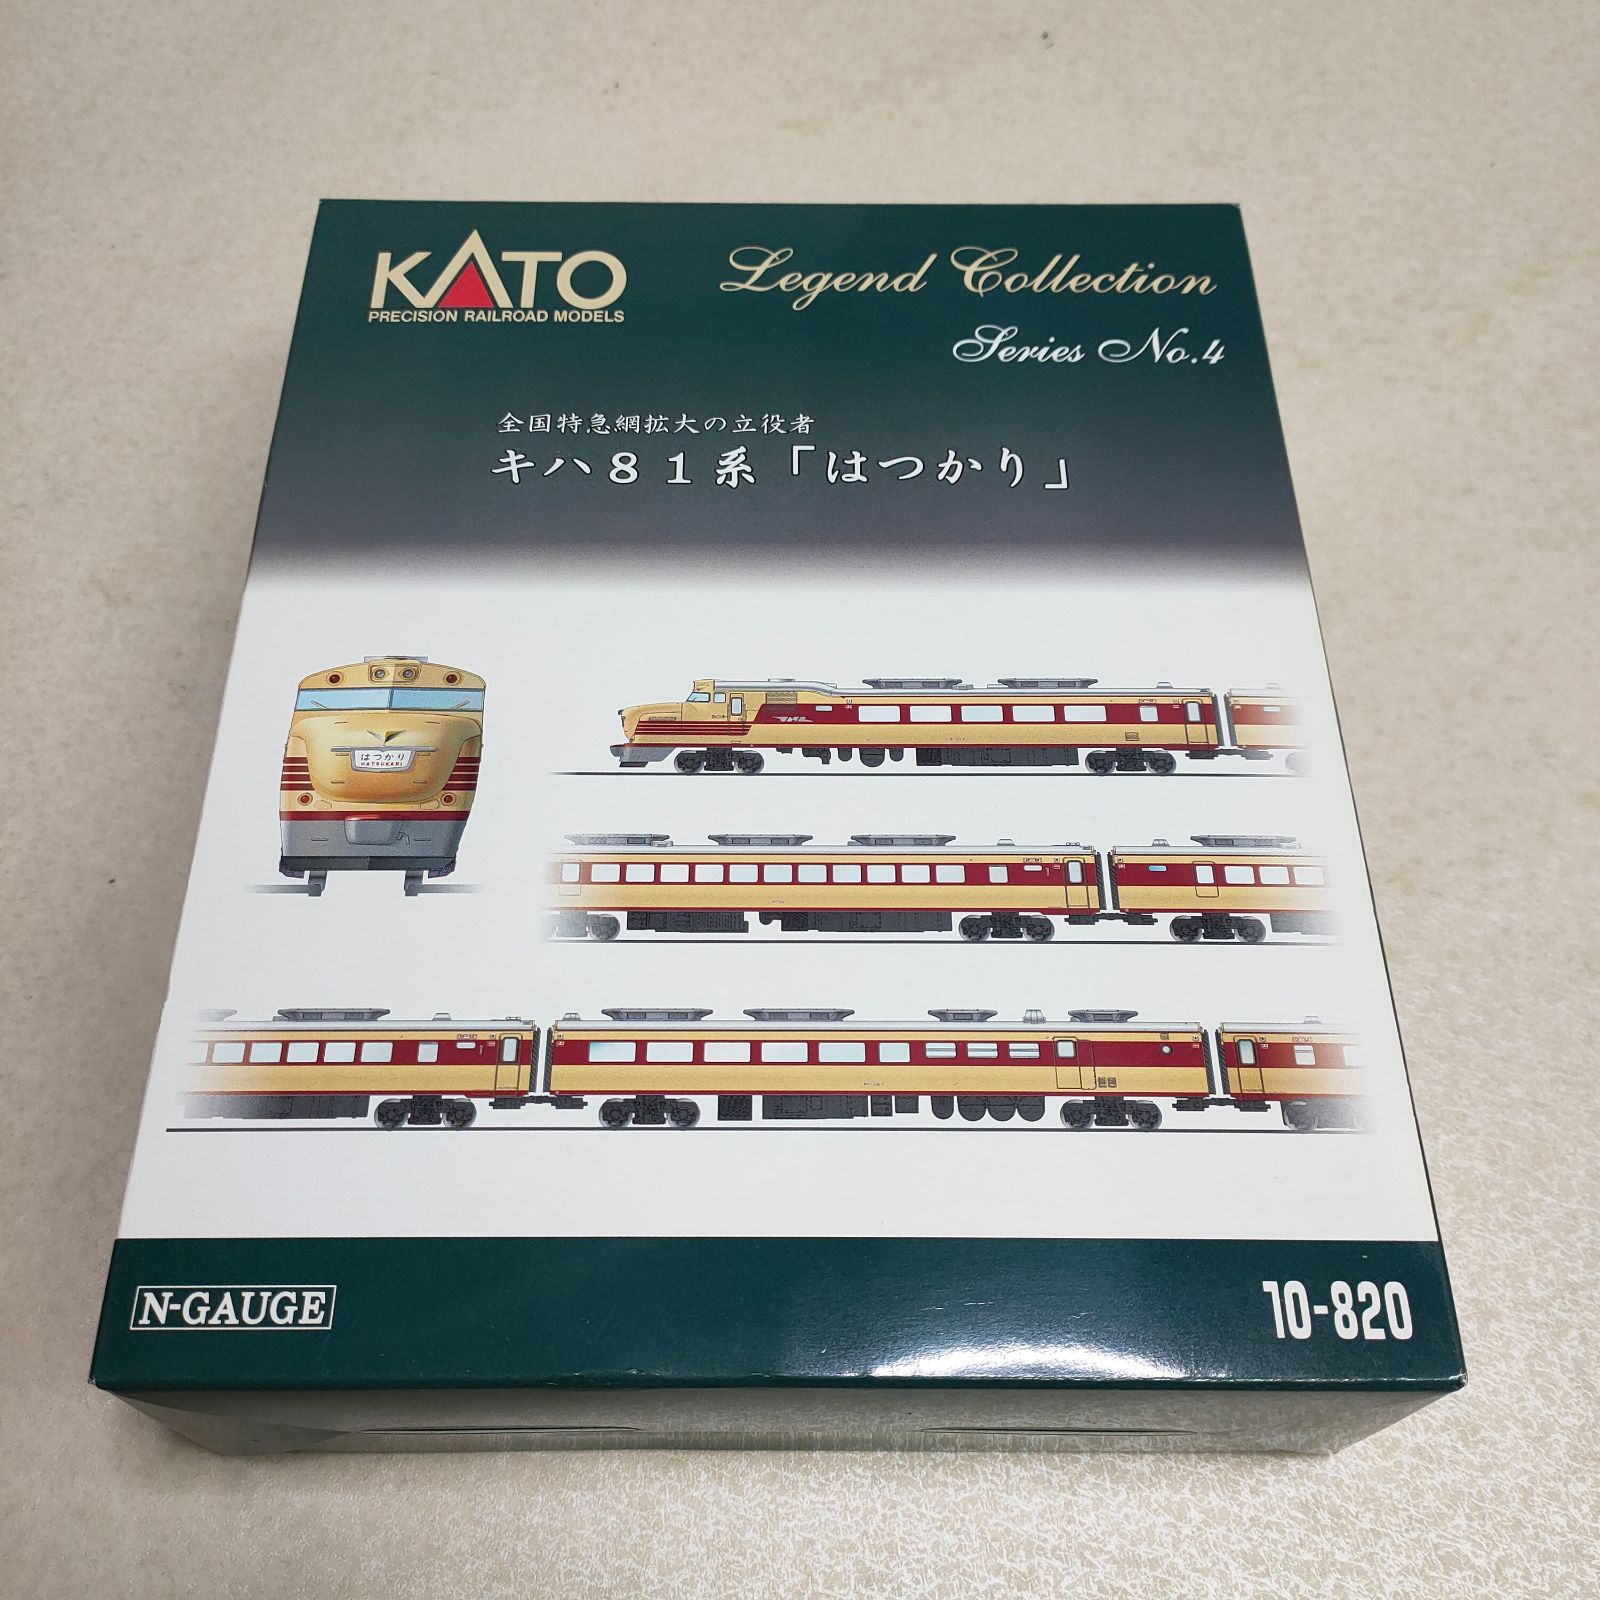 KATO
PRECISION RAILROAD MODELS
Legend Collection
Series No.4
全国特急網拡大の立役者
キハ81系「はつかり」
はつかり
HATSUKARI
N-GAUGE
10-820